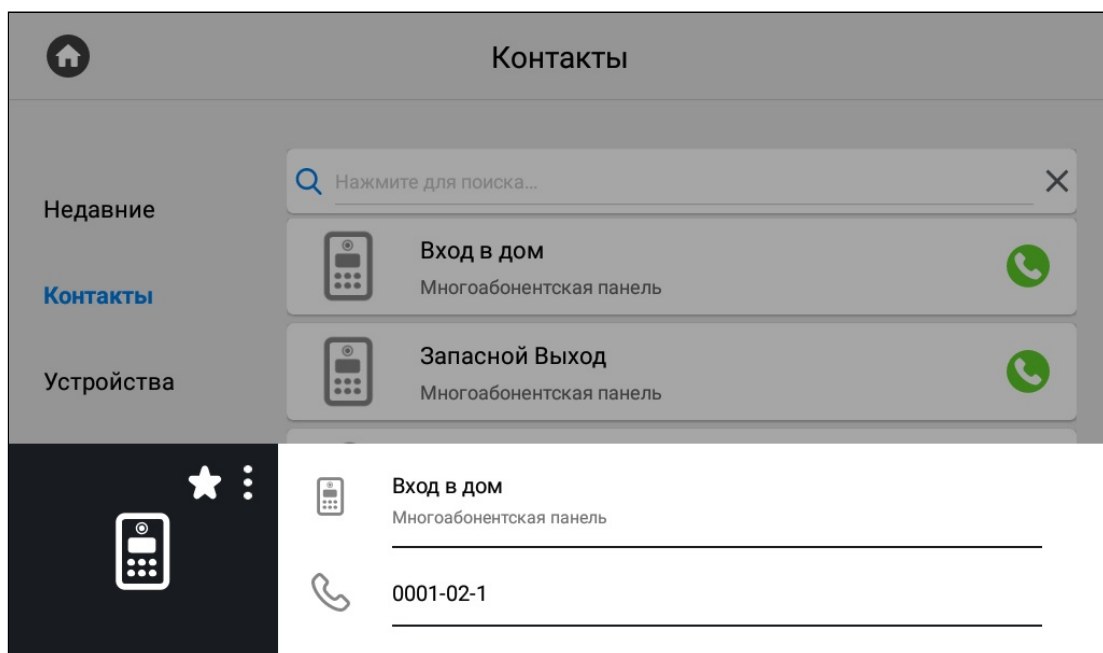 Контакты
Недавние
Контакты
Устройства
Нажмите для поиска...
Вход в дом
Многоабонентская панель
Запасной Выход
Многоабонентская панель
Вход в дом
Многоабонентская панель
0001-02-1